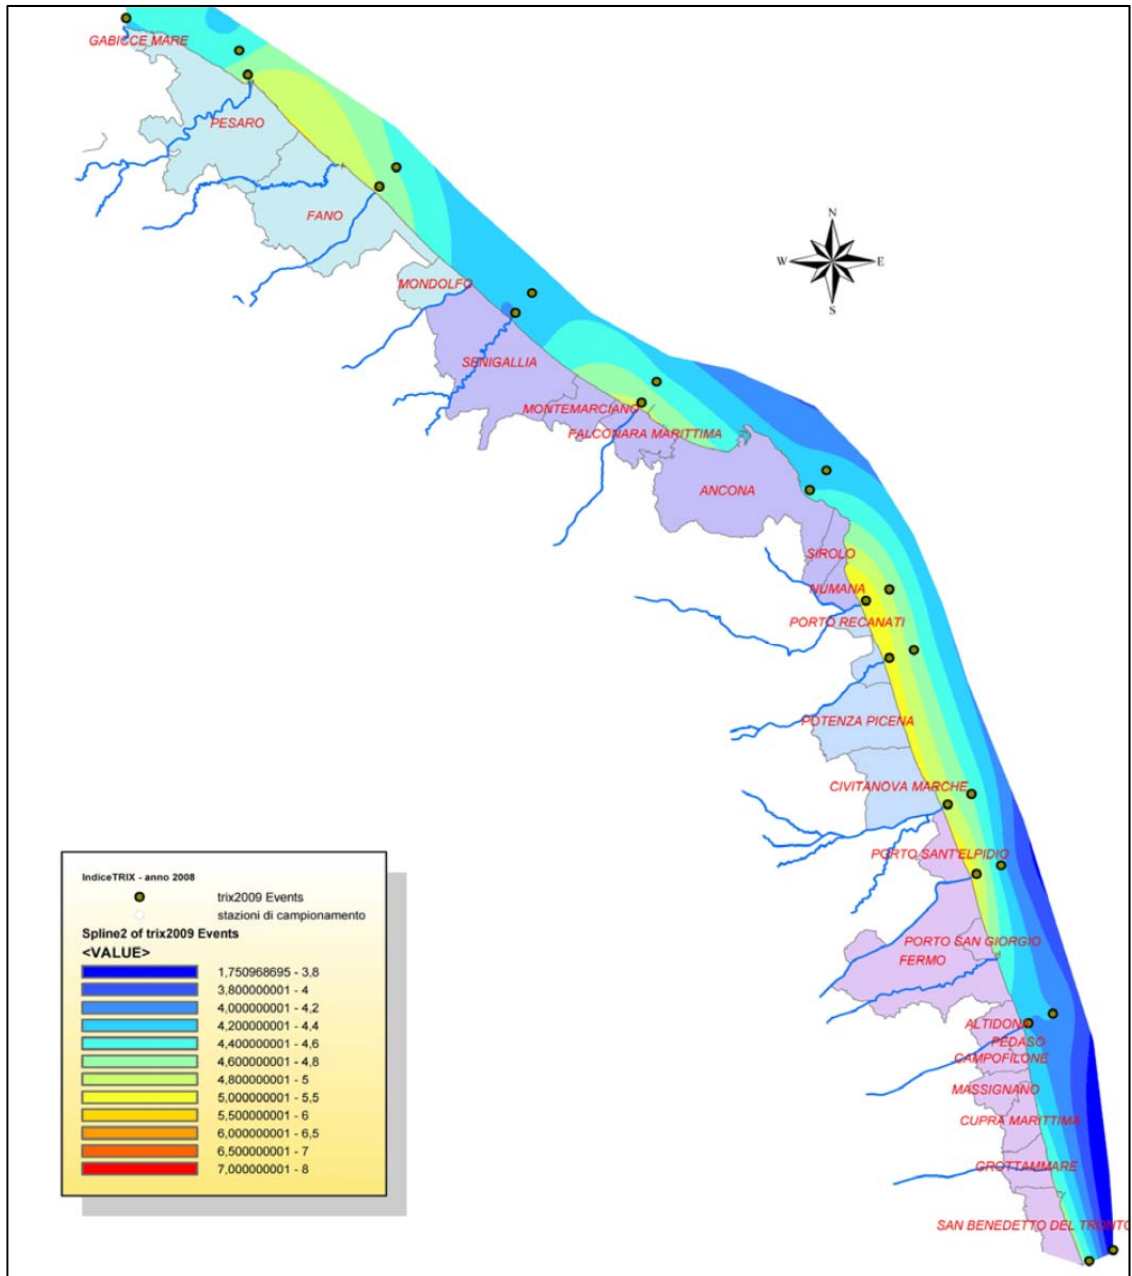 GABICCE MARE
PESARO
FANO
N
W
E
S
MONDOLFO
SENIGALLIA
MONTEMARCIANO
FALCONARA MARITTIMA
ANCONA
SIROLO
NUMANA
PORTO RECANATI
POTENZA PICENA
CIVITANOVA MARCHE
PORTO SANT'ELPIDIO
PORTO SAN GIORGIO
FERMO
ALTIDONA
PEDASO
CAMPOFILONE
MASSIGNANO
CUPRA MARITTIMA
GROTTAMMARE
SAN BENEDETTO DEL TRONTO
IndiceTRIX - anno 2008
trix2009 Events
stazioni di campionamento
Spline2 of trix2009 Events
<VALUE>
1,750968695 - 3,8
3,800000001 - 4
4,000000001 - 4,2
4,200000001 - 4,4
4,400000001 - 4,6
4,600000001 - 4,8
4,800000001 - 5
5,000000001 - 5,5
5,500000001 - 6
6,000000001 - 6,5
6,500000001 - 7
7,000000001 - 8